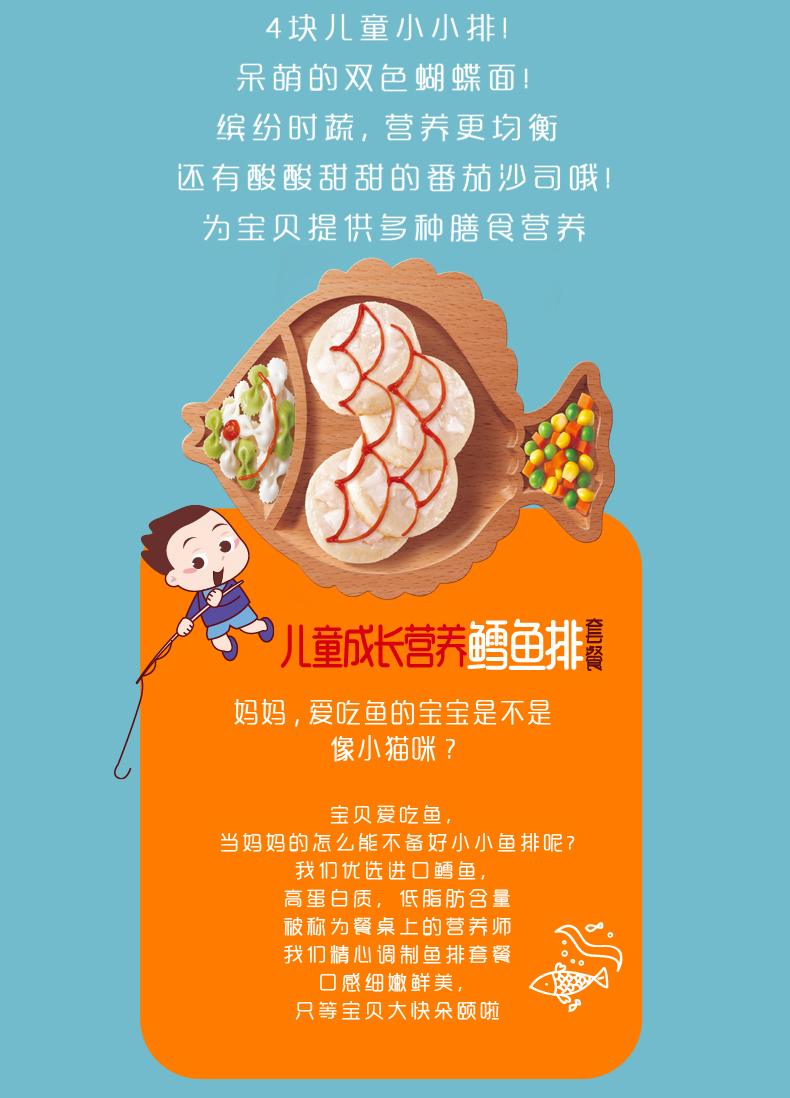 4块儿童小小排!
呆萌的双色蝴蝶面!
缤纷时蔬,营养更均衡
还有酸酸甜甜的番茄沙司哦!
为宝贝提供多种膳食营养
儿童成长营养鳕鱼排套餐
妈妈,爱吃鱼的宝宝是不是
像小猫咪?
宝贝爱吃鱼,
当妈妈的怎么能不备好小小鱼排呢?
我们优选进口鳕鱼,
高蛋白质,低脂肪含量
被称为餐桌上的营养师
我们精心调制鱼排套餐
口感细嫩鲜美,
只等宝贝大快朵颐啦